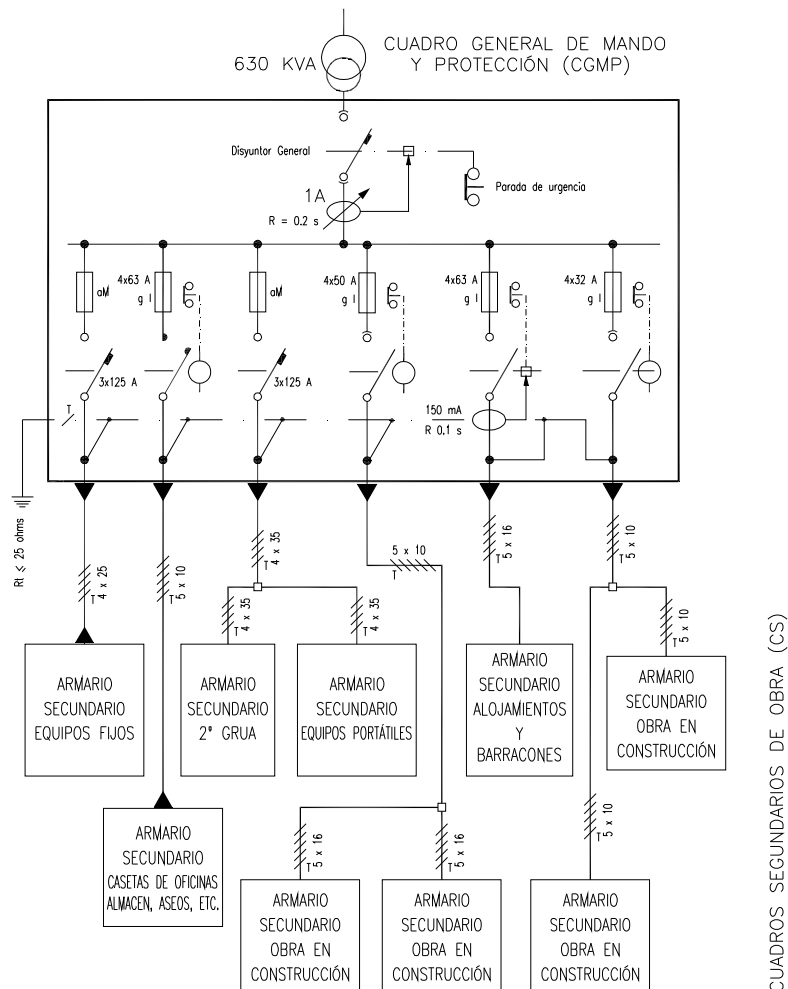 CUADRO GENERAL DE MANDO
Y PROTECCIÓN (CGMP)
630 KVA
Disyuntor General
Parada de urgencia
1A
R = 0.2 s
aM
4x63 A
g I
aM
4x50 A
g I
4x63 A
g I
4x32 A
g I
3x125 A
3x125 A
T
150 mA
R 0.1 s
Rt ≤ 25 ohms
T 4 x 25
T 5 x 10
T 4 x 35
5 x 10
T
T 5 x 16
T 5 x 10
T 4 x 35
T 4 x 35
T 5 x 10
ARMARIO
SECUNDARIO
EQUIPOS FIJOS
ARMARIO
SECUNDARIO
2ª GRUA
ARMARIO
SECUNDARIO
EQUIPOS PORTÁTILES
ARMARIO
SECUNDARIO
ALOJAMIENTOS
Y
BARRACONES
ARMARIO
SECUNDARIO
OBRA EN
CONSTRUCCIÓN
ARMARIO
SECUNDARIO
CASETAS DE OFICINAS
ALMACEN, ASEOS, ETC.
T 5 x 16
T 5 x 16
T 5 x 10
ARMARIO
SECUNDARIO
OBRA EN
CONSTRUCCIÓN
ARMARIO
SECUNDARIO
OBRA EN
CONSTRUCCIÓN
ARMARIO
SECUNDARIO
OBRA EN
CONSTRUCCIÓN
CUADROS SEGUNDARIOS DE OBRA (CS)